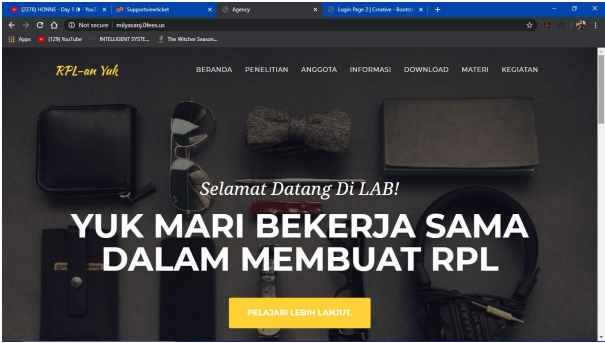 (2376) HONNE - Day 1 ◑ - YouT
Supportviewticket
Agency
Login Page 2 | Creative - Bootstr
Not secure | milyasanj.0fees.us
Apps
(129) YouTube
INTELLIGENT SYSTE...
The Witcher Season...
RPL-an Yuk
BERANDA PENELITIAN ANGGOTA INFORMASI DOWNLOAD MATERI KEGIATAN
Selamat Datang Di LAB!
YUK MARI BEKERJA SAMA
DALAM MEMBUAT RPL
PELAJARI LEBIH LANJUT.